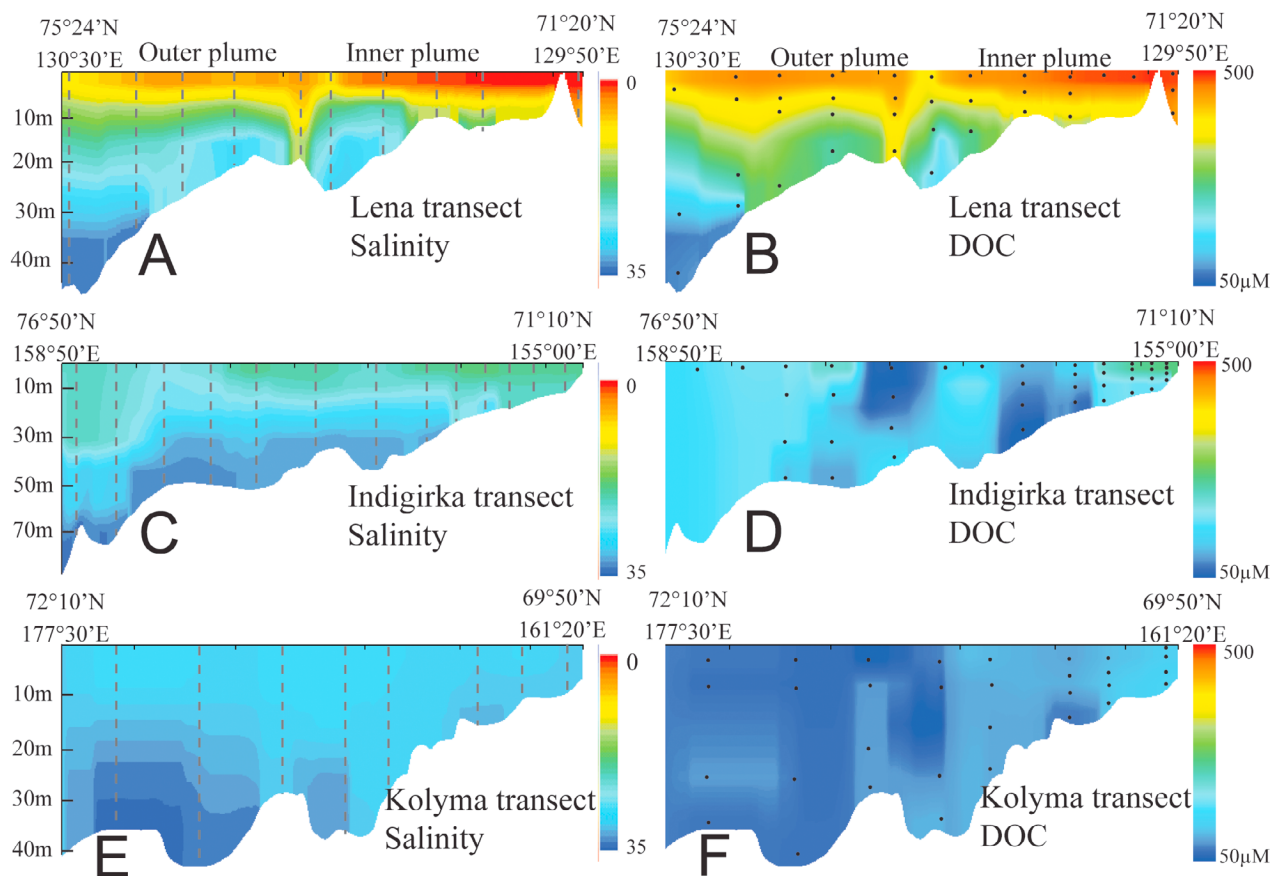 75°24’N
130°30’E
Outer plume
Inner plume
71°20’N
129°50’E
10m
20m
30m
40m
Lena transect
Salinity
A
0
35
75°24’N
130°30’E
Outer plume
Inner plume
71°20’N
129°50’E
Lena transect
DOC
B
500
50µM
76°50’N
158°50’E
71°10’N
155°00’E
10m
30m
50m
70m
Indigirka transect
Salinity
C
0
35
76°50’N
158°50’E
71°10’N
155°00’E
Indigirka transect
DOC
D
500
50µM
72°10’N
177°30’E
69°50’N
161°20’E
10m
20m
30m
40m
Kolyma transect
Salinity
E
0
35
72°10’N
177°30’E
69°50’N
161°20’E
Kolyma transect
DOC
F
500
50µM